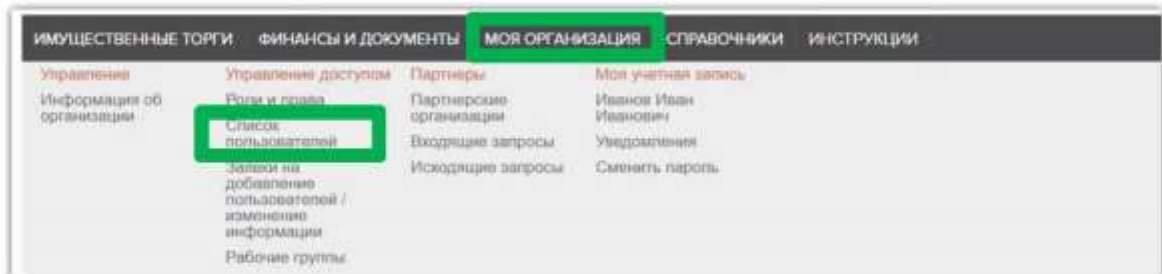 ИМУЩЕСТВЕННЫЕ ТОРГИ ФИНАНСЫ И ДОКУМЕНТЫ МОЯ ОРГАНИЗАЦИЯ СПРАВОЧНИКИ ИНСТРУКЦИИ
Управление
Информация об
организации
Управление доступом
Роли и права
Список
пользователей
Заявки на
добавление
пользователей /
изменение
информации
Рабочие группы
Партнеры
Партнерские
организации
Входящие запросы
Исходящие запросы
Моя учетная запись
Иванов Иван
Иванович
Уведомления
Сменить пароль